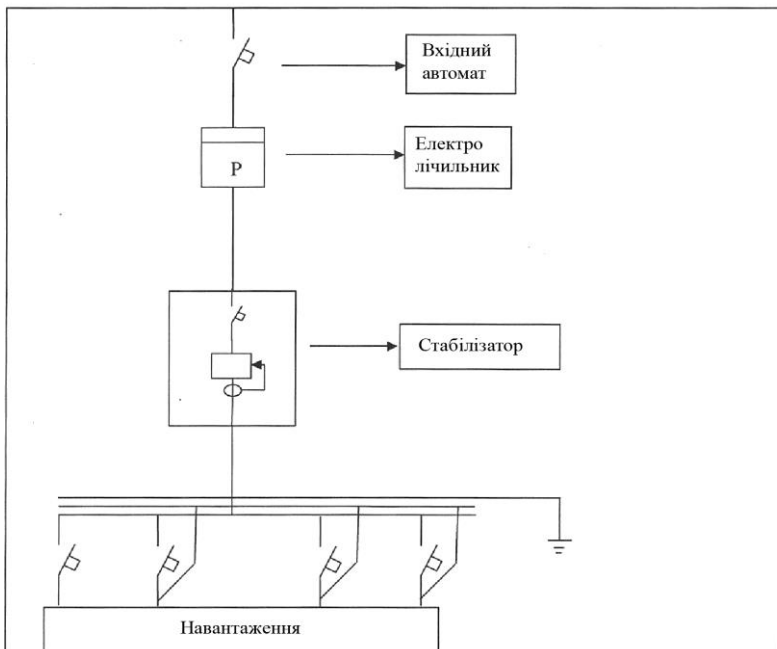 Вхідний
автомат
P
Електро
лічильник
Стабілізатор
Навантаження